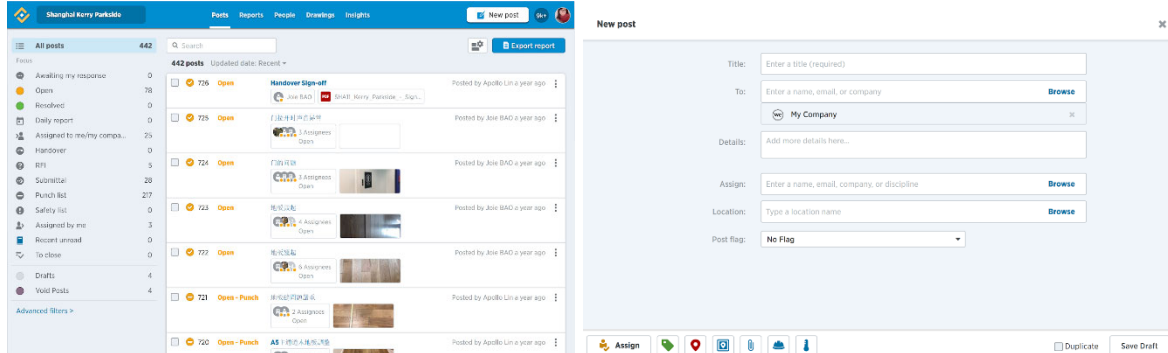 Shanghai Kerry Parkside
Posts Reports People Drawings Insights
New post
9k+
All posts 442
Focus
Awaiting my response 0
Open 78
Resolved 0
Daily report 0
Assigned to me/my compa... 25
Handover 0
RFI 5
Submittal 28
Punch list 217
Safety list 0
Assigned by me 3
Recent unread 0
To close 0
Drafts 4
Void Posts 4
Advanced filters >
Search
Export report
442 posts Updated date: Recent
726 Open Handover Sign-off Posted by Apollo Lin a year ago
Joie BAO PDF SHA11_Kerry_Parkside_-_Sign...
725 Open Posted by Joie BAO a year ago
3 Assignees
Open
724 Open Posted by Joie BAO a year ago
3 Assignees
Open
723 Open Posted by Joie BAO a year ago
4 Assignees
Open
722 Open Posted by Joie BAO a year ago
6 Assignees
Open
721 Open - Punch Posted by Apollo Lin a year ago
2 Assignees
Open
720 Open - Punch Posted by Apollo Lin a year ago
New post
Title: Enter a title (required)
To: Enter a name, email, or company Browse
WE My Company
Details: Add more details here...
Assign: Enter a name, email, company, or discipline Browse
Location: Type a location name Browse
Post flag: No Flag
Assign Duplicate Save Draft